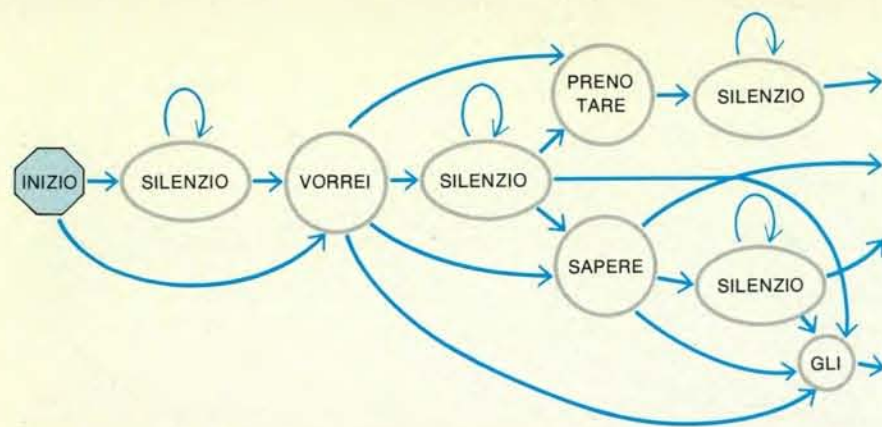 PRENO
TARE
SILENZIO
INIZIO
SILENZIO
VORREI
SILENZIO
SAPERE
SILENZIO
GLI